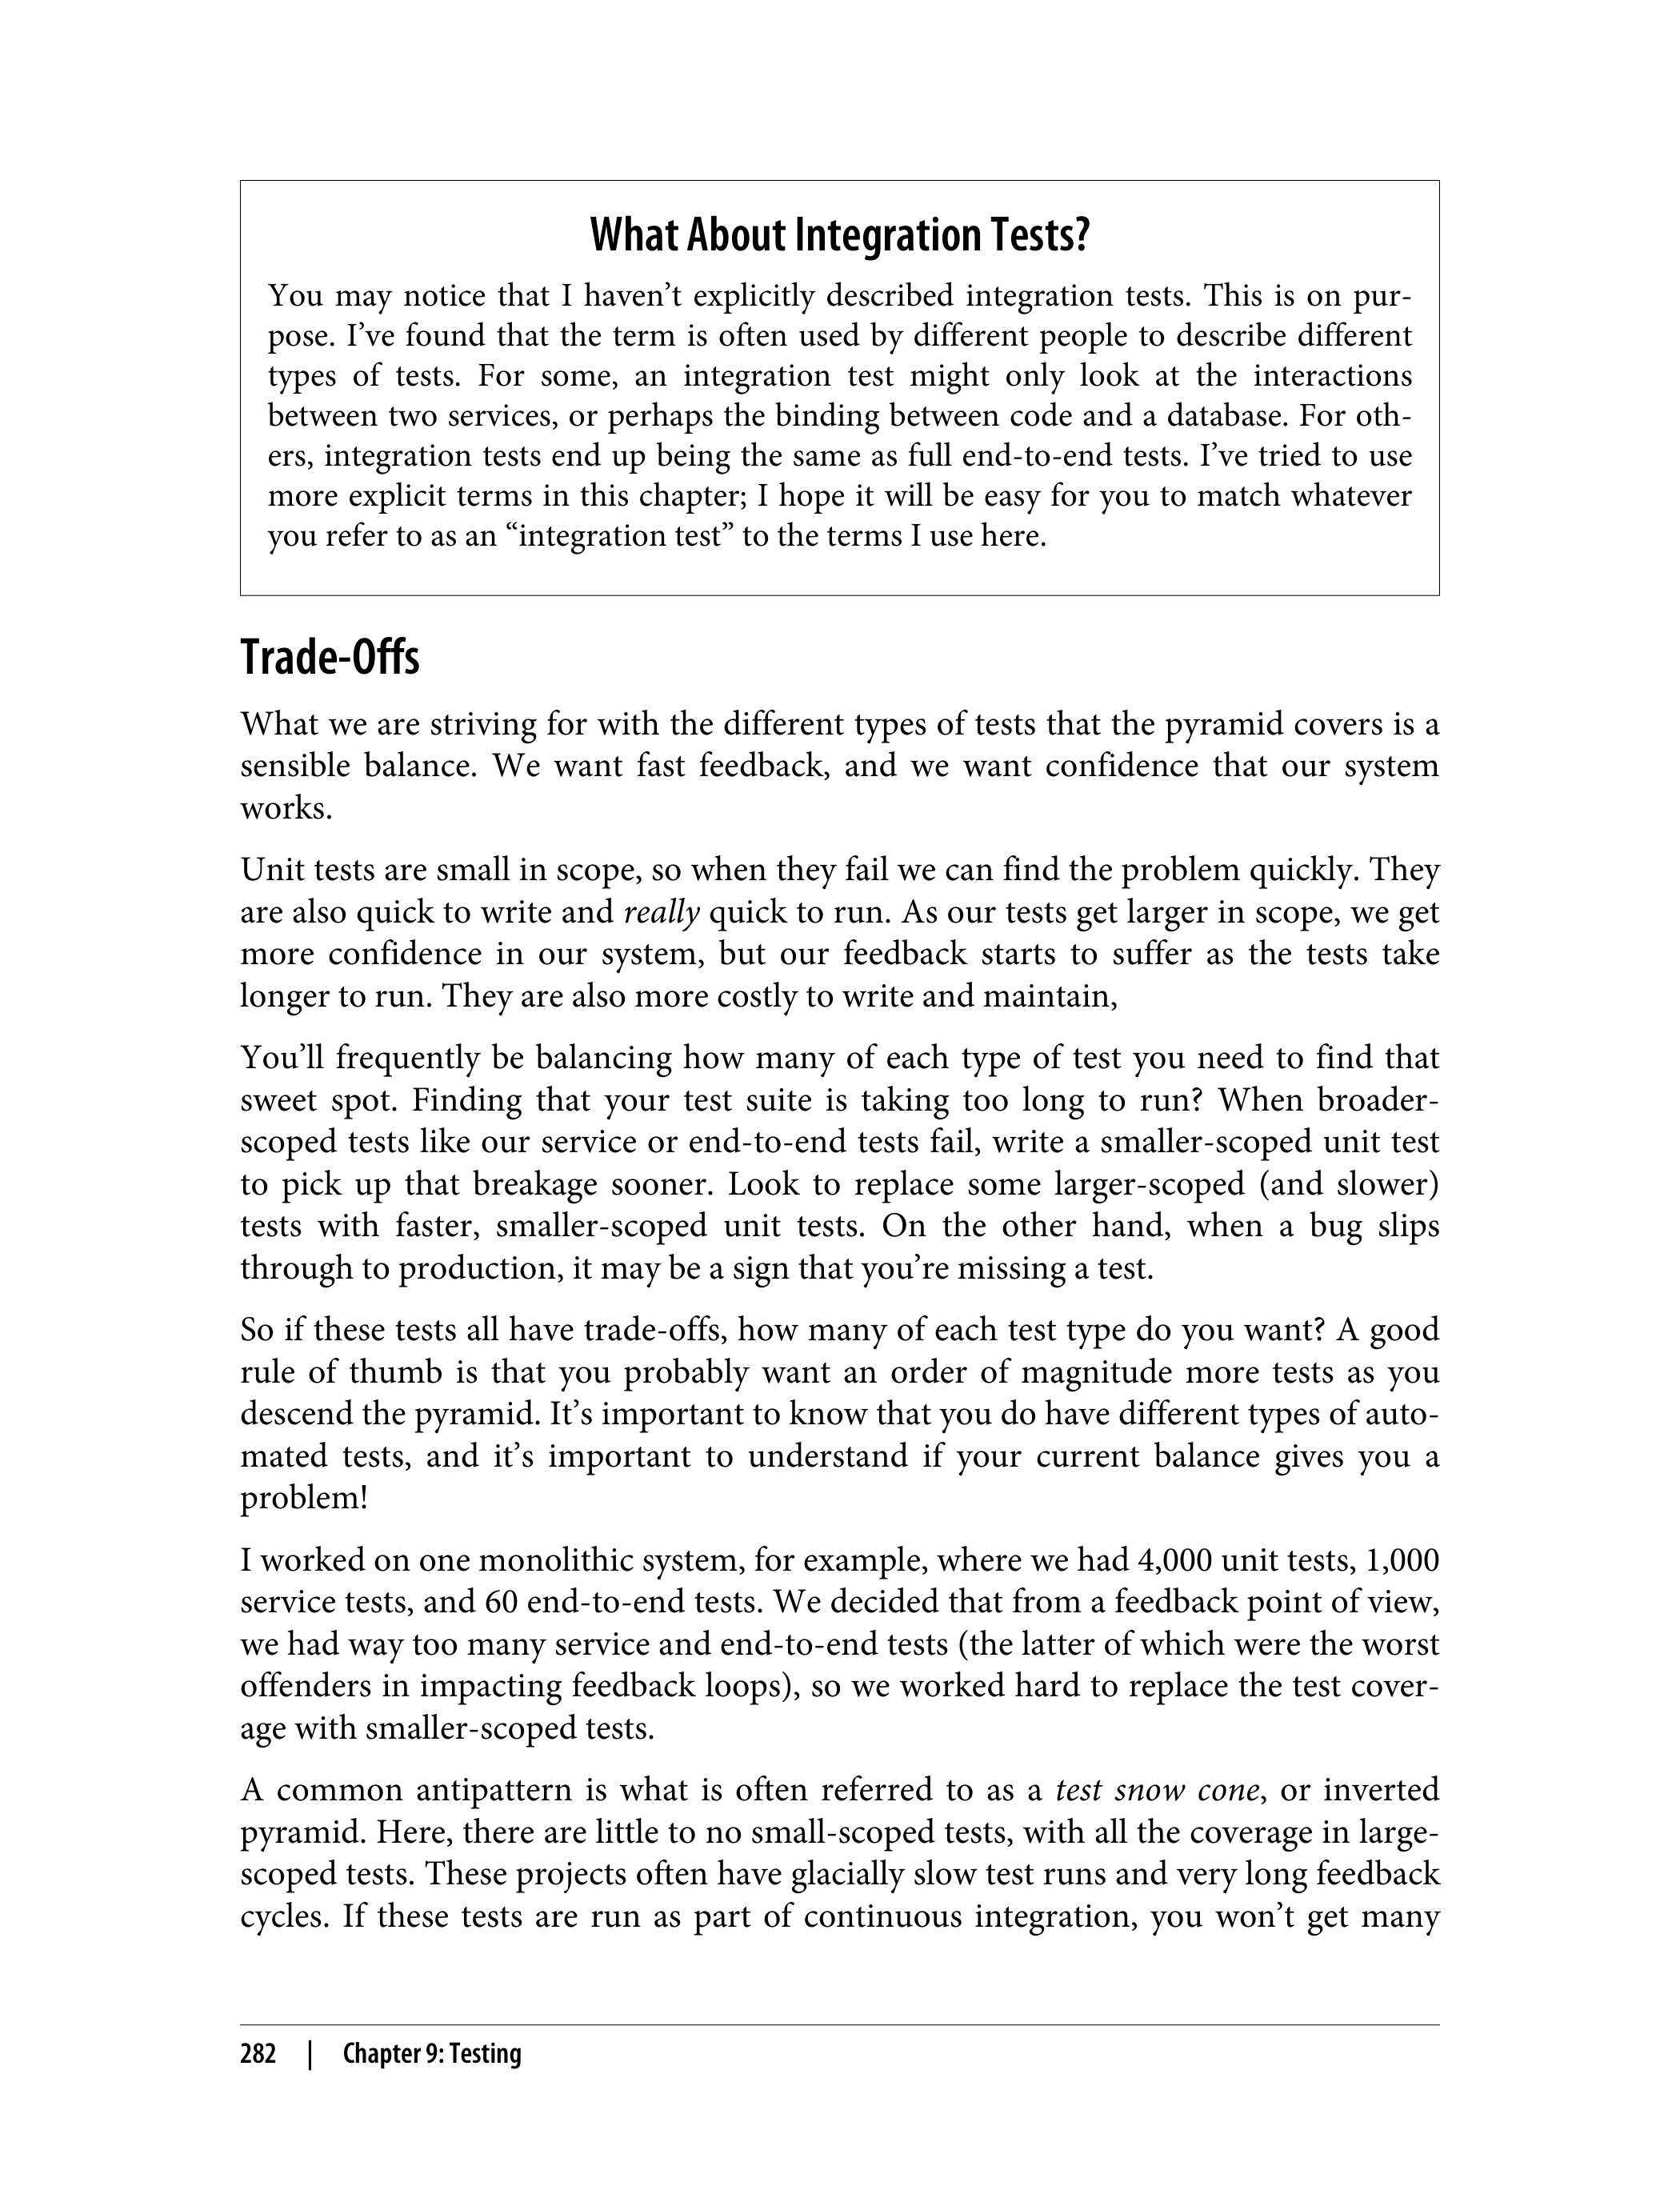 What About Integration Tests?
You may notice that I haven’t explicitly described integration tests. This is on pur-
pose. I’ve found that the term is often used by different people to describe different
types of tests. For some, an integration test might only look at the interactions
between two services, or perhaps the binding between code and a database. For oth-
ers, integration tests end up being the same as full end-to-end tests. I’ve tried to use
more explicit terms in this chapter; I hope it will be easy for you to match whatever
you refer to as an “integration test” to the terms I use here.
Trade-Offs
What we are striving for with the different types of tests that the pyramid covers is a
sensible balance. We want fast feedback, and we want confidence that our system
works.
Unit tests are small in scope, so when they fail we can find the problem quickly. They
are also quick to write and really quick to run. As our tests get larger in scope, we get
more confidence in our system, but our feedback starts to suffer as the tests take
longer to run. They are also more costly to write and maintain,
You’ll frequently be balancing how many of each type of test you need to find that
sweet spot. Finding that your test suite is taking too long to run? When broader-
scoped tests like our service or end-to-end tests fail, write a smaller-scoped unit test
to pick up that breakage sooner. Look to replace some larger-scoped (and slower)
tests with faster, smaller-scoped unit tests. On the other hand, when a bug slips
through to production, it may be a sign that you’re missing a test.
So if these tests all have trade-offs, how many of each test type do you want? A good
rule of thumb is that you probably want an order of magnitude more tests as you
descend the pyramid. It’s important to know that you do have different types of auto-
mated tests, and it’s important to understand if your current balance gives you a
problem!
I worked on one monolithic system, for example, where we had 4,000 unit tests, 1,000
service tests, and 60 end-to-end tests. We decided that from a feedback point of view,
we had way too many service and end-to-end tests (the latter of which were the worst
offenders in impacting feedback loops), so we worked hard to replace the test cover-
age with smaller-scoped tests.
A common antipattern is what is often referred to as a test snow cone, or inverted
pyramid. Here, there are little to no small-scoped tests, with all the coverage in large-
scoped tests. These projects often have glacially slow test runs and very long feedback
cycles. If these tests are run as part of continuous integration, you won’t get many
282 | Chapter 9: Testing